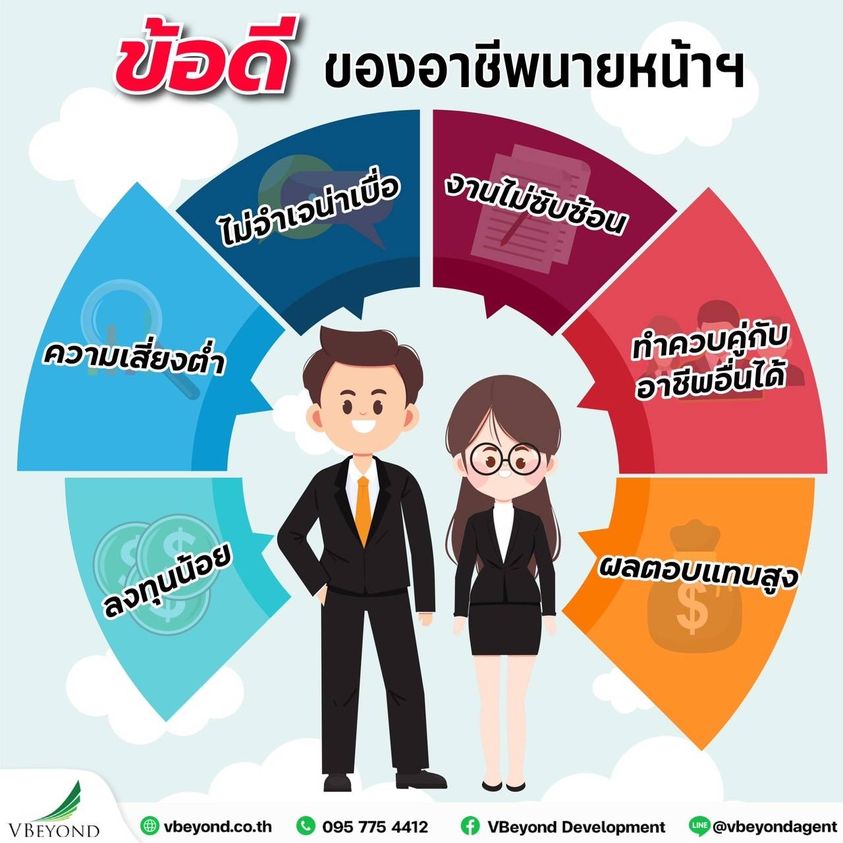 ข้อดี ของอาชีพนายหน้าฯ
ลงทุนน้อย
ความเสี่ยงต่ำ
ไม่จำเจน่าเบื่อ
งานไม่ซับซ้อน
ทำควบคู่กับ
อาชีพอื่นได้
ผลตอบแทนสูง
VBEYOND
vbeyond.co.th
095 775 4412
VBeyond Development
LINE
@vbeyondagent